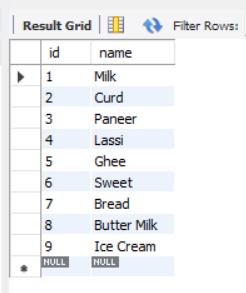 Result Grid Filter Rows:
id name
1 Milk
2 Curd
3 Paneer
4 Lassi
5 Ghee
6 Sweet
7 Bread
8 Butter Milk
9 Ice Cream
NULL NULL